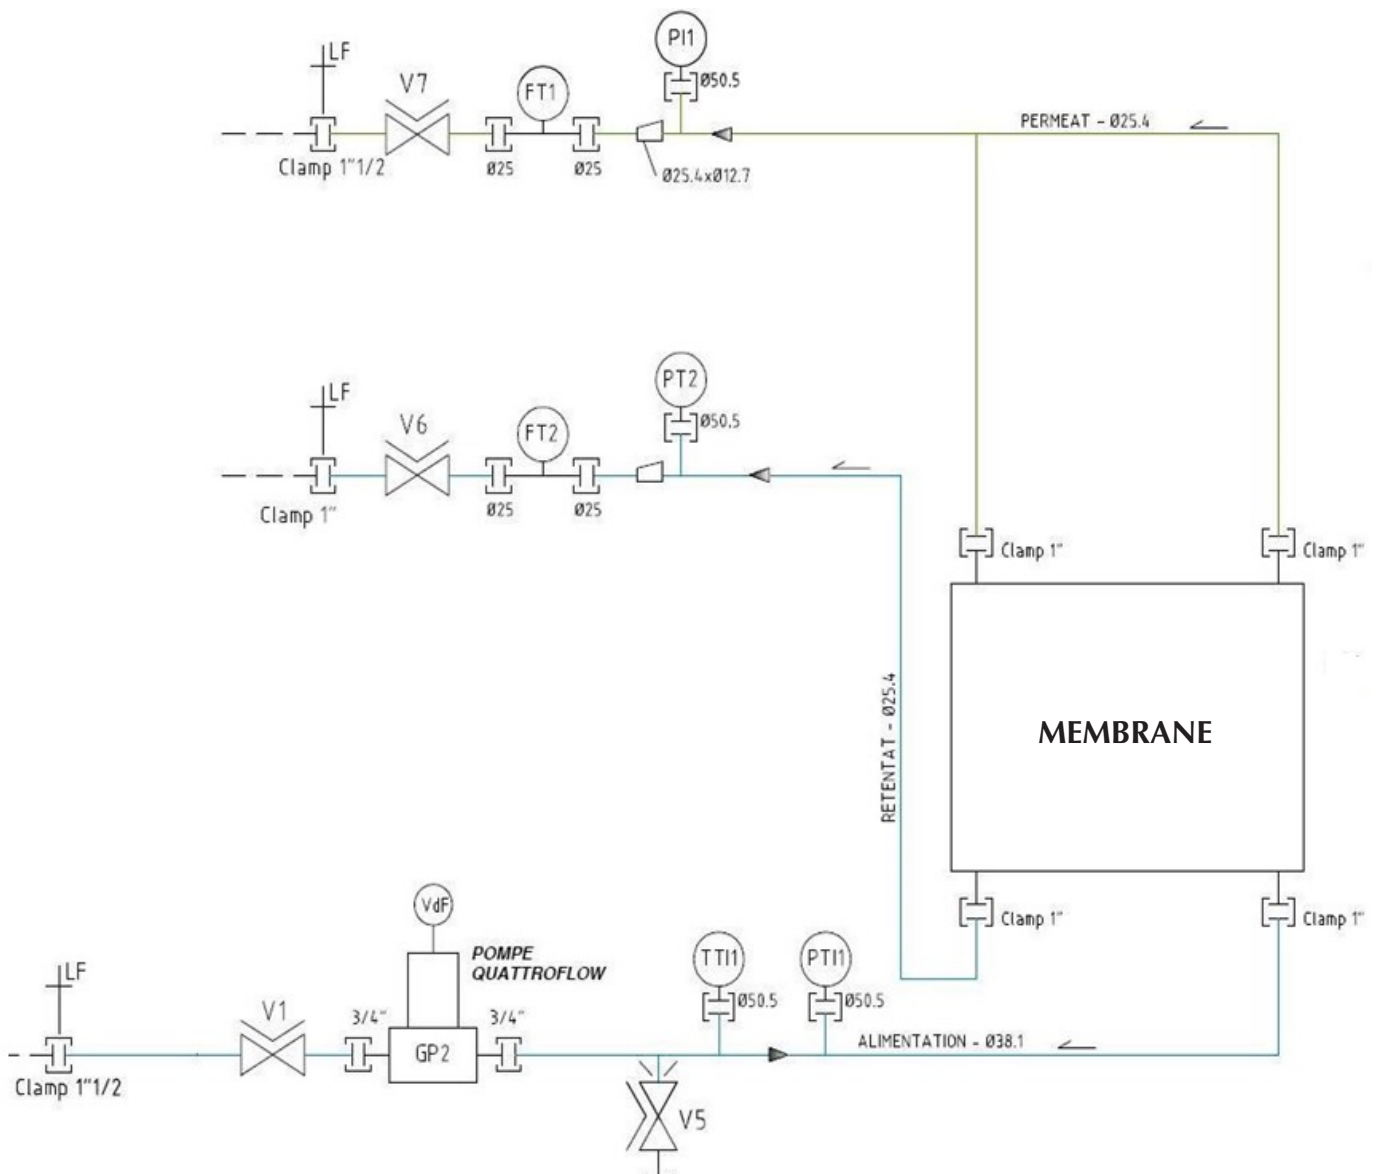 PI1
LF
V7
FT1
Ø50.5
PERMEAT - Ø25.4
Clamp 1"1/2
Ø25
Ø25
Ø25.4xØ12.7
PT2
LF
V6
FT2
Ø50.5
Clamp 1"
Ø25
Ø25
Clamp 1"
Clamp 1"
RETENTAT - Ø25.4
MEMBRANE
VdF
Clamp 1"
Clamp 1"
POMPE
QUATTROFLOW
TTI1
PTI1
LF
V1
3/4"
3/4"
Ø50.5
Ø50.5
GP2
ALIMENTATION - Ø38.1
Clamp 1"1/2
V5